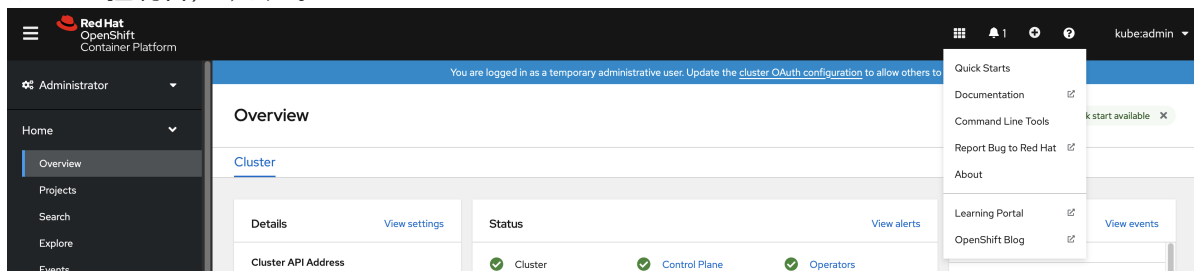 Red Hat
OpenShift
Container Platform
1
kube:admin
Administrator
You are logged in as a temporary administrative user. Update the cluster OAuth configuration to allow others to
Home
Overview
Projects
Search
Explore
Events
Overview
k start available
Cluster
Details
View settings
Cluster API Address
Status
View alerts
Cluster
Control Plane
Operators
View events
Quick Starts
Documentation
Command Line Tools
Report Bug to Red Hat
About
Learning Portal
OpenShift Blog